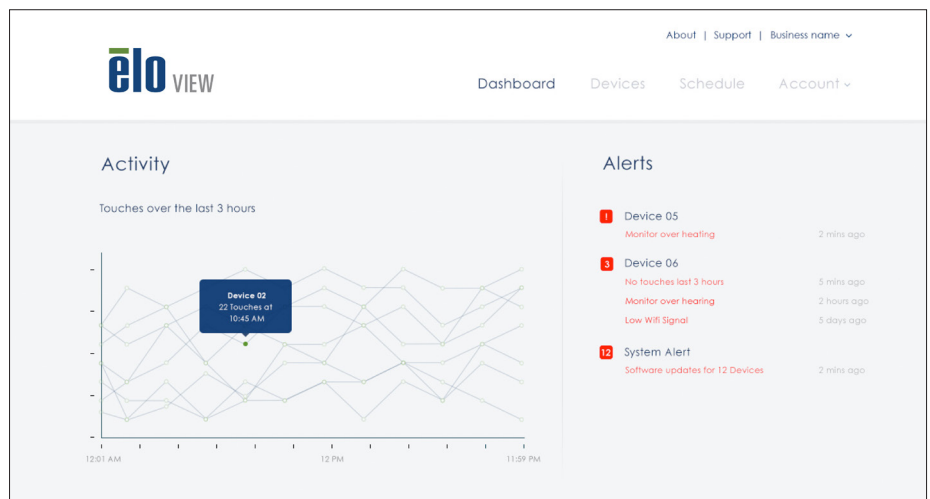 About | Support | Business name
ēlo VIEW
Dashboard Devices Schedule Account
Activity
Touches over the last 3 hours
Device 02
22 Touches at
10:45 AM
12:01 AM 12 PM 11:59 PM
Alerts
! Device 05
Monitor over heating 2 mins ago
3 Device 06
No touches last 3 hours 5 mins ago
Monitor over hearing 2 hours ago
Low Wifi Signal 5 days ago
12 System Alert
Software updates for 12 Devices 2 mins ago